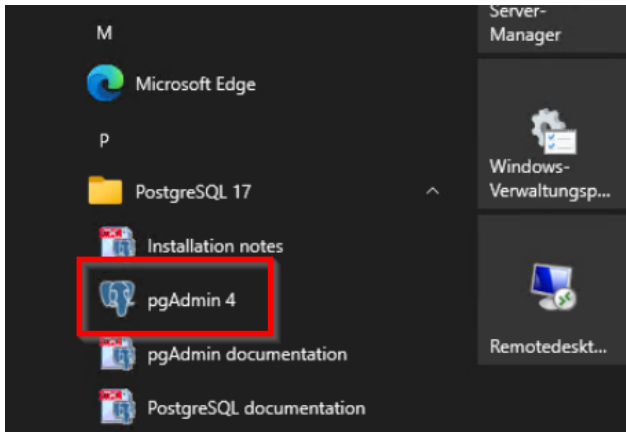 M
Microsoft Edge
P
PostgreSQL 17
Installation notes
pgAdmin 4
pgAdmin documentation
PostgreSQL documentation
Server-
Manager
Windows-
Verwaltungsp...
Remotedeskt...